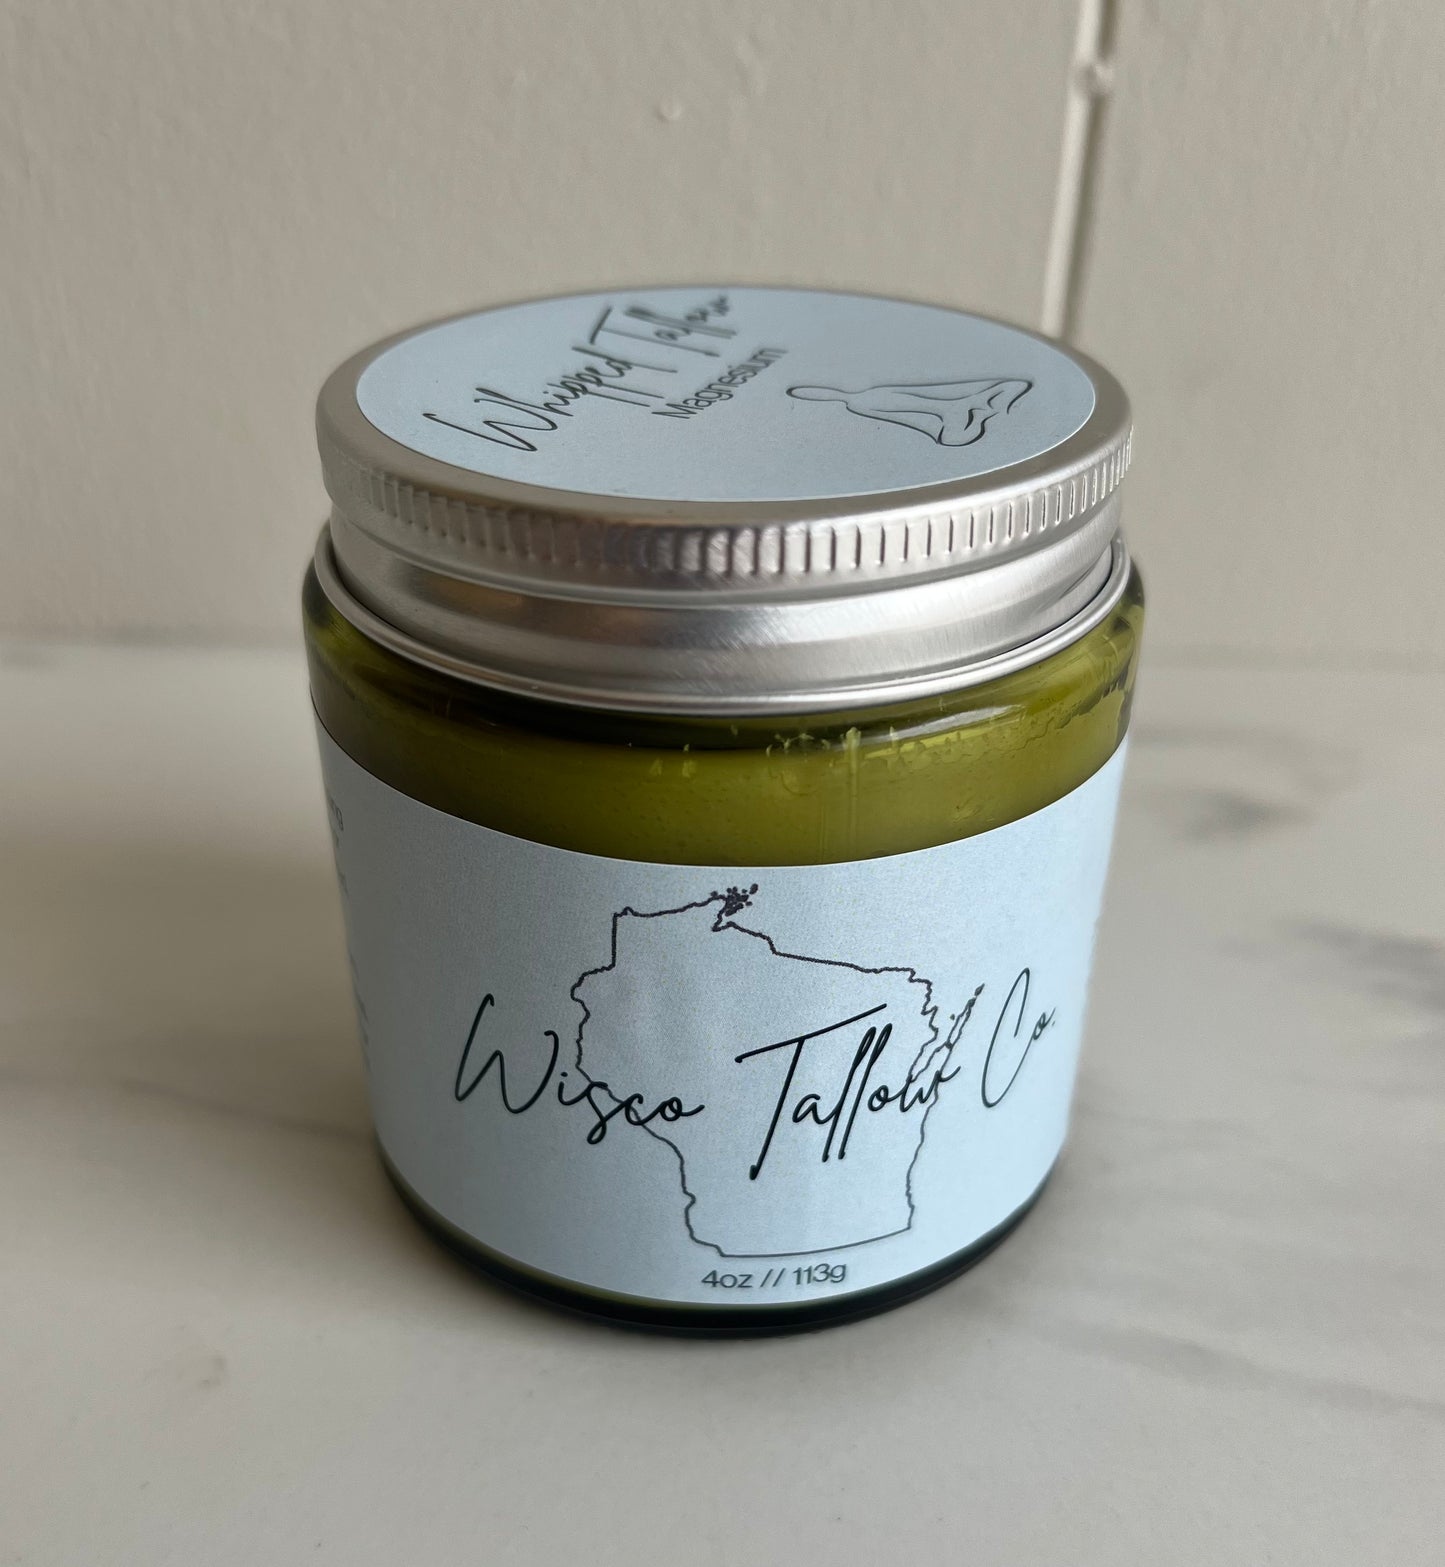 Whipped Tallow
Magnesium
Wisco Tallow Co.
4oz // 113g